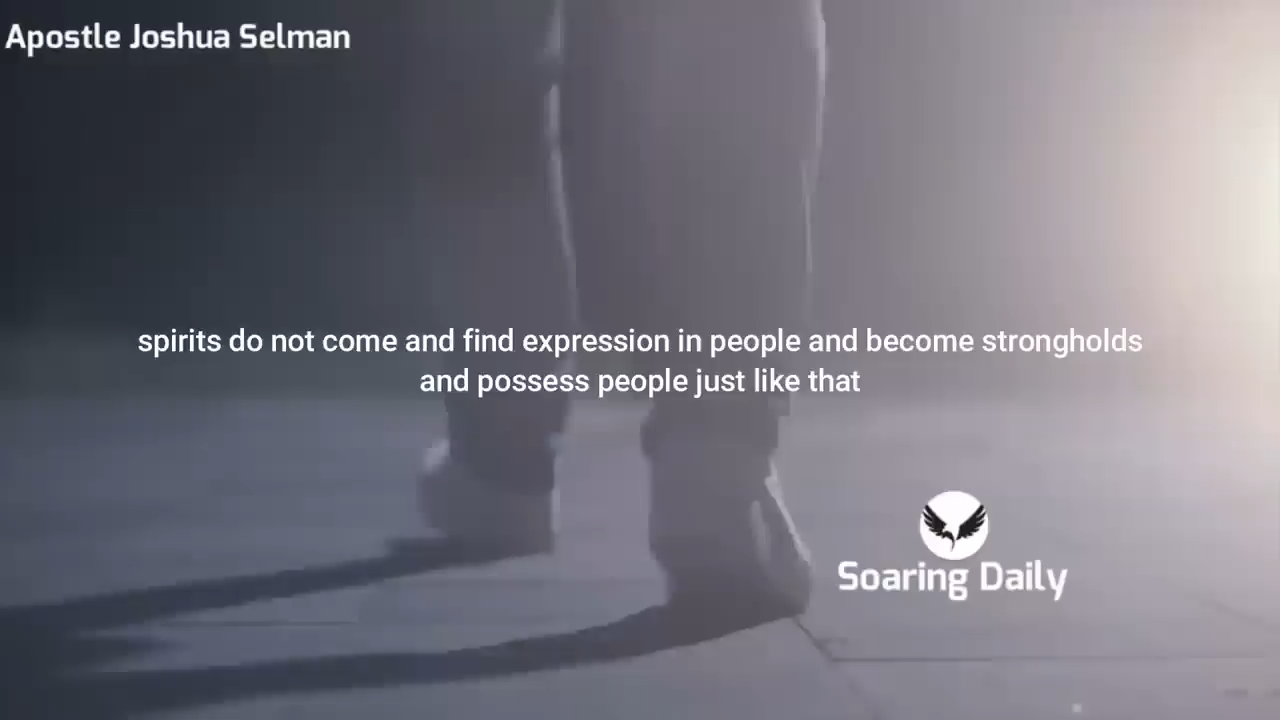 Apostle Joshua Selman
spirits do not come and find expression in people and become strongholds
and possess people just like that
Soaring Daily